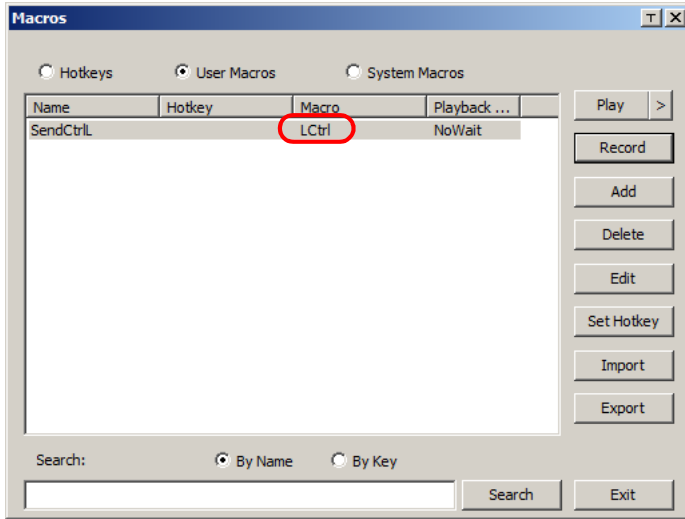 Macros
Hotkeys User Macros System Macros
Name Hotkey Macro Playback ...
SendCtrlL LCtrl NoWait
Play >
Record
Add
Delete
Edit
Set Hotkey
Import
Export
Search: By Name By Key
Search Exit